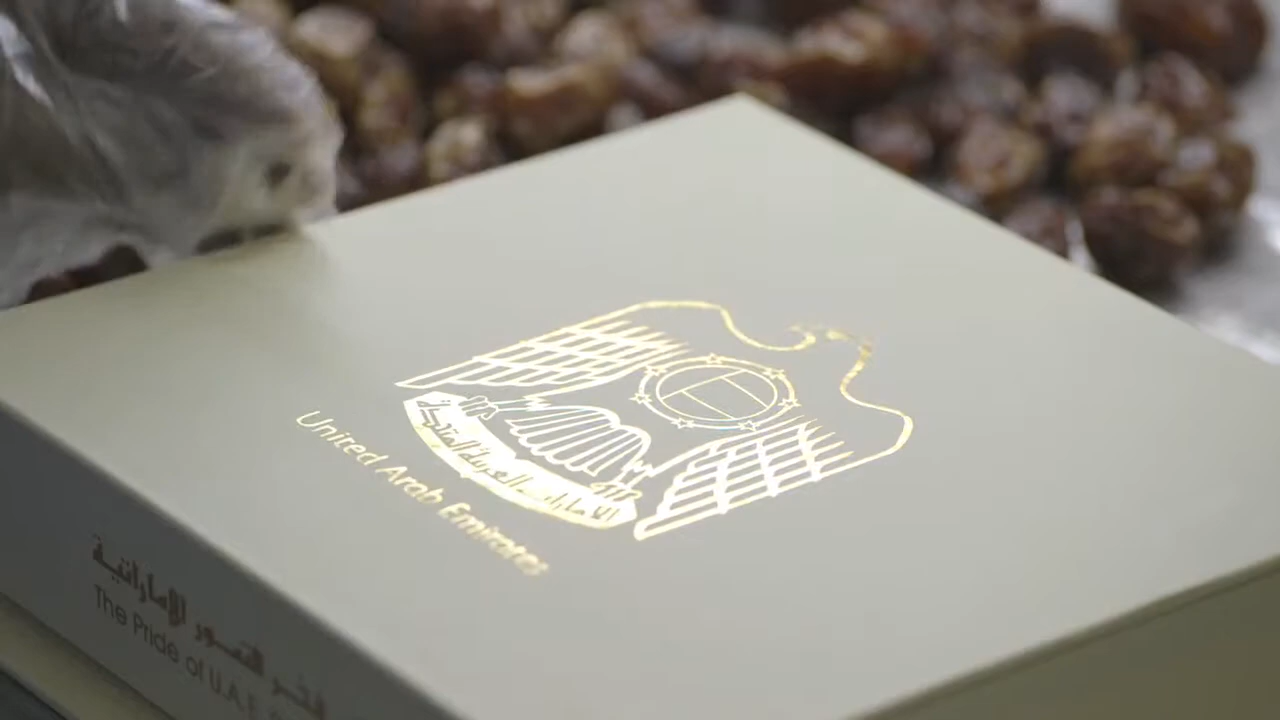 الإمارات العربية المتحدة
United Arab Emirates
فخر التمور الإماراتية
The Pride of U.A.E